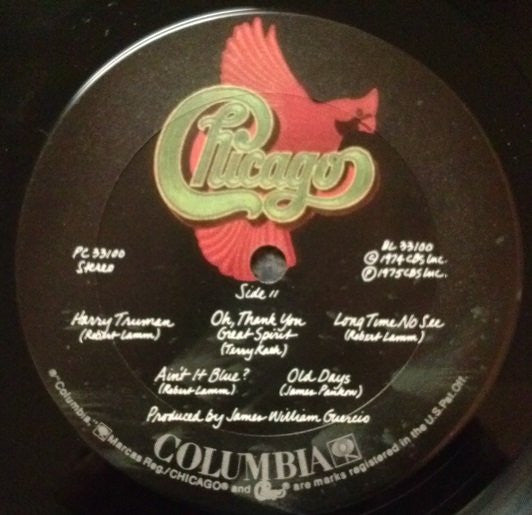 Chicago
PC 33100
Stereo
BL 33100
© 1974 CBS Inc.
℗ 1975 CBS Inc.
Side II
Harry Truman
(Robert Lamm)
Oh, Thank You
Great Spirit
(Terry Kath)
Long Time No See
(Robert Lamm)
Ain't It Blue?
(Robert Lamm)
Old Days
(James Pankow)
Produced by James William Guercio
COLUMBIA
®"Columbia," Marcas Reg./CHICAGO® and Chicago® are marks registered in the U.S. Pat. Off.